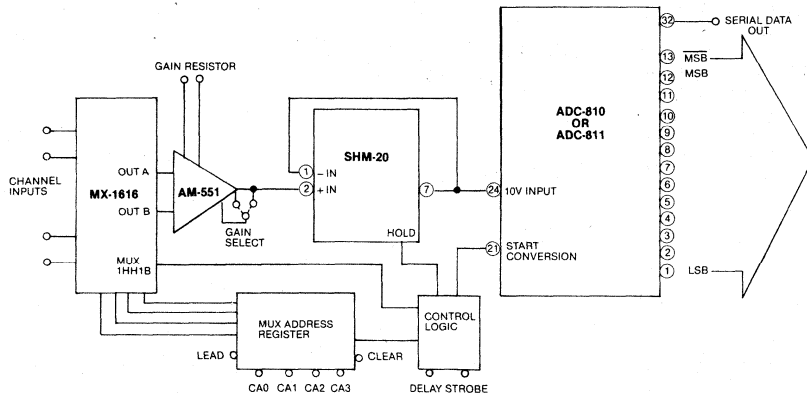 GAIN RESISTOR
CHANNEL
INPUTS
MX-1616
OUT A
OUT B
MUX
1HH1B
AM-551
GAIN
SELECT
SHM-20
1 – IN
2 + IN
7
HOLD
ADC-810
OR
ADC-811
24 10V INPUT
21 START
CONVERSION
32 SERIAL DATA
OUT
13 MSB
12 MSB
11
10
9
8
7
6
5
4
3
2
1 LSB
MUX ADDRESS
REGISTER
LEAD
CLEAR
CA0 CA1 CA2 CA3
CONTROL
LOGIC
DELAY STROBE